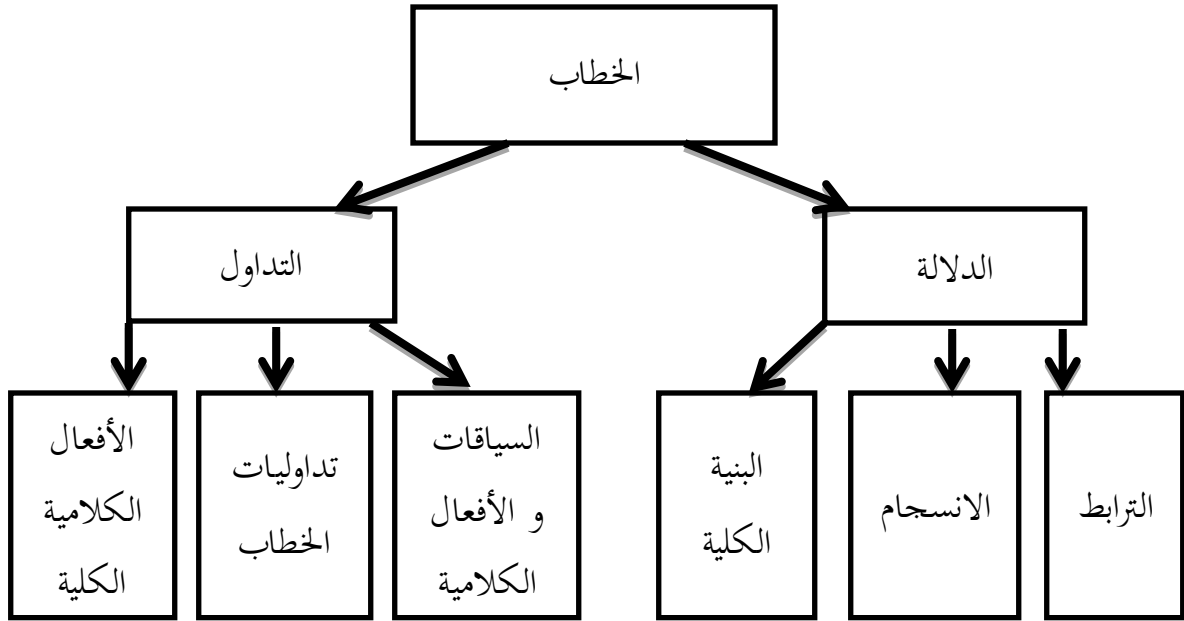 الخطاب
الدلالة
التداول
الترابط
الانسجام
البنية
الكلية
السياقات
و الأفعال
الكلامية
تداوليات
الخطاب
الأفعال
الكلامية
الكلية